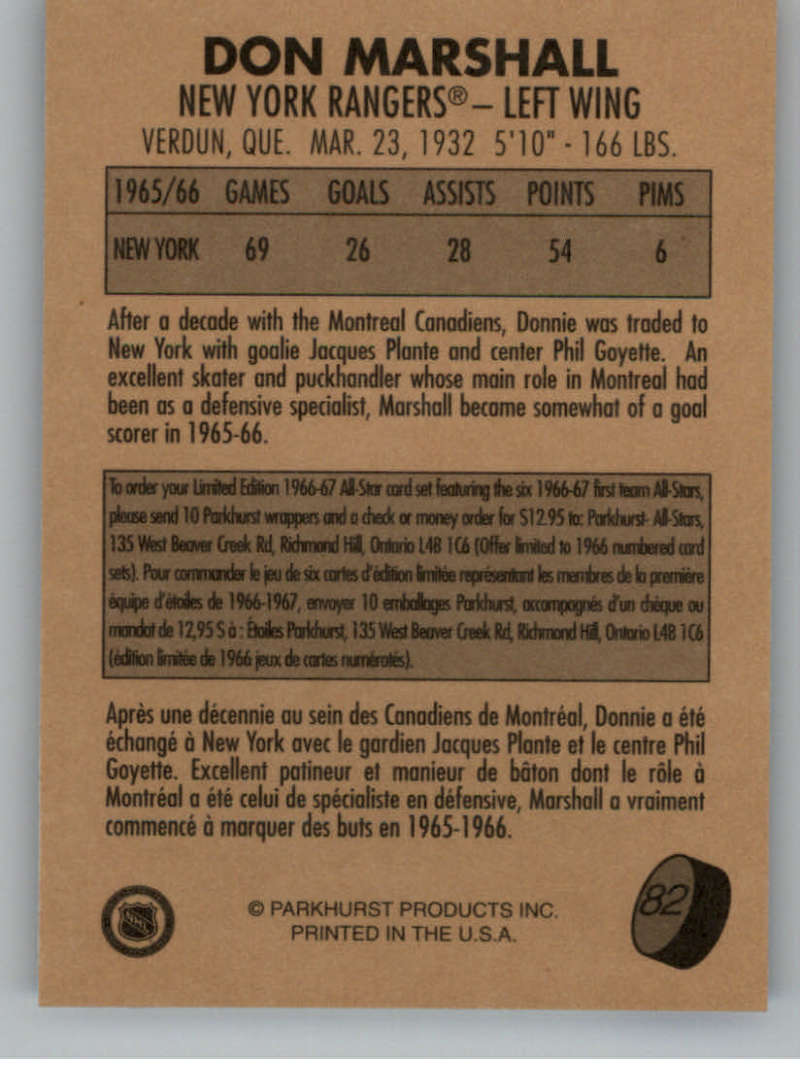 DON MARSHALL
NEW YORK RANGERS® – LEFT WING
VERDUN, QUE. MAR. 23, 1932 5'10" - 166 LBS.
1965/66 GAMES GOALS ASSISTS POINTS PIMS
NEW YORK 69 26 28 54 6
After a decade with the Montreal Canadiens, Donnie was traded to
New York with goalie Jacques Plante and center Phil Goyette. An
excellent skater and puckhandler whose main role in Montreal had
been as a defensive specialist, Marshall became somewhat of a goal
scorer in 1965-66.
To order your Limited Edition 1966-67 All-Star card set featuring the six 1966-67 first team All-Stars,
please send 10 Parkhurst wrappers and a check or money order for $12.95 to: Parkhurst- All-Stars,
135 West Beaver Creek Rd, Richmond Hill, Ontario L4B 1C6 (Offer limited to 1966 numbered card
sets). Pour commander le jeu de six cartes d'édition limitée représentant les membres de la première
équipe d'étoiles de 1966-1967, envoyer 10 emballages Parkhurst, accompagnés d'un chèque ou
mandat de 12,95 $ à : Étoiles Parkhurst, 135 West Beaver Creek Rd, Richmond Hill, Ontario L4B 1C6
(édition limitée de 1966 jeux de cartes numérotés).
Après une décennie au sein des Canadiens de Montréal, Donnie a été
échangé à New York avec le gardien Jacques Plante et le centre Phil
Goyette. Excellent patineur et manieur de bâton dont le rôle à
Montréal a été celui de spécialiste en défensive, Marshall a vraiment
commencé à marquer des buts en 1965-1966.
NHL
© PARKHURST PRODUCTS INC.
PRINTED IN THE U.S.A.
82